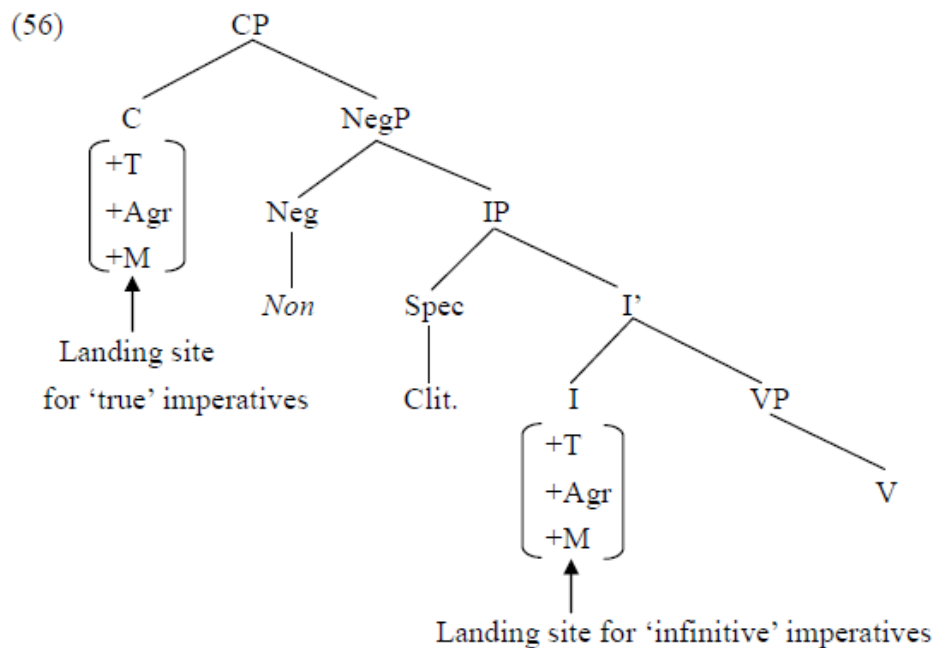 (56)
CP
C NegP
+T
+Agr
+M
Neg IP
Non Spec I’
Landing site
for ‘true’ imperatives
Clit. I VP
+T
+Agr
+M
V
Landing site for ‘infinitive’ imperatives